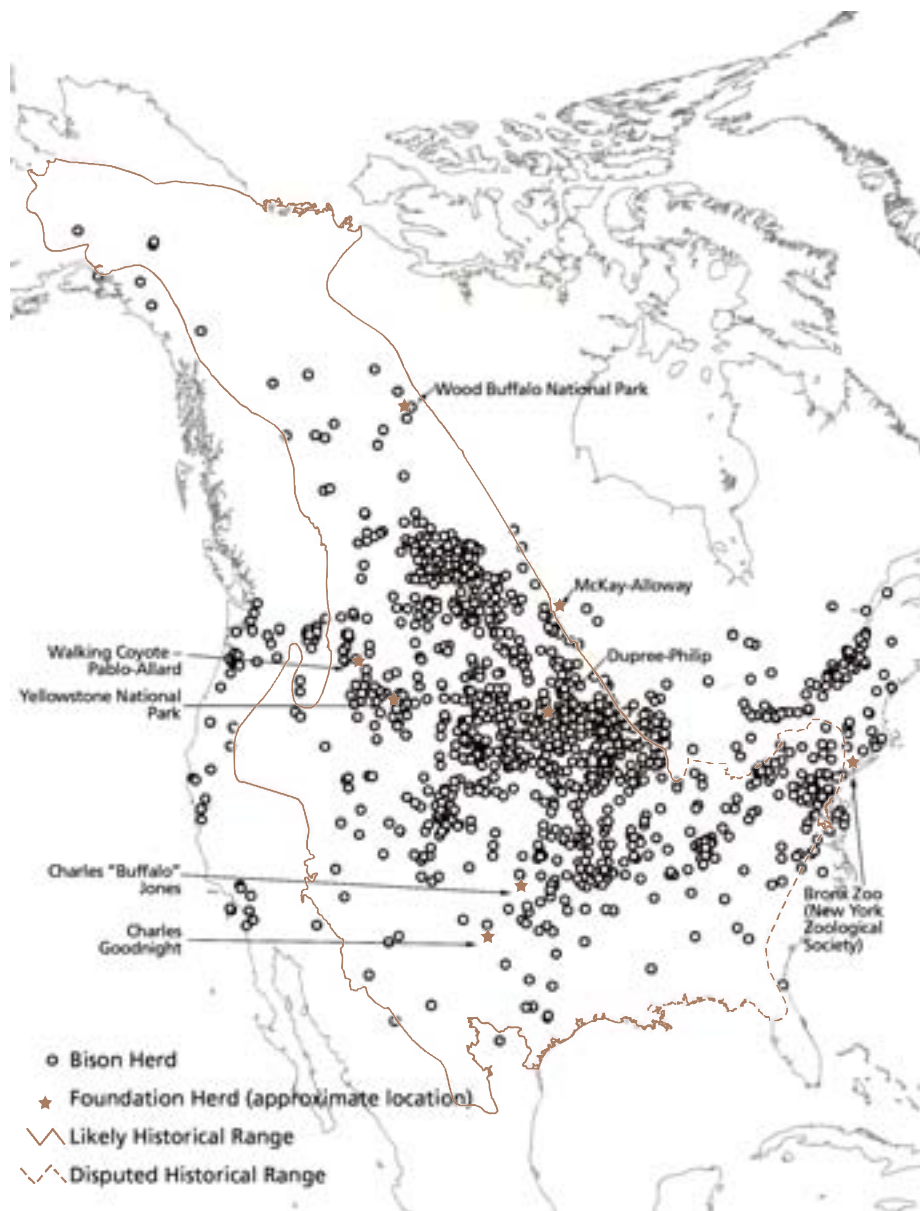 Wood Buffalo National Park
McKay-Alloway
Walking Coyote –
Pablo-Allard
Dupree-Philip
Yellowstone National
Park
Charles "Buffalo"
Jones
Charles
Goodnight
Bronx Zoo
(New York
Zoological
Society)
Bison Herd
Foundation Herd (approximate location)
Likely Historical Range
Disputed Historical Range